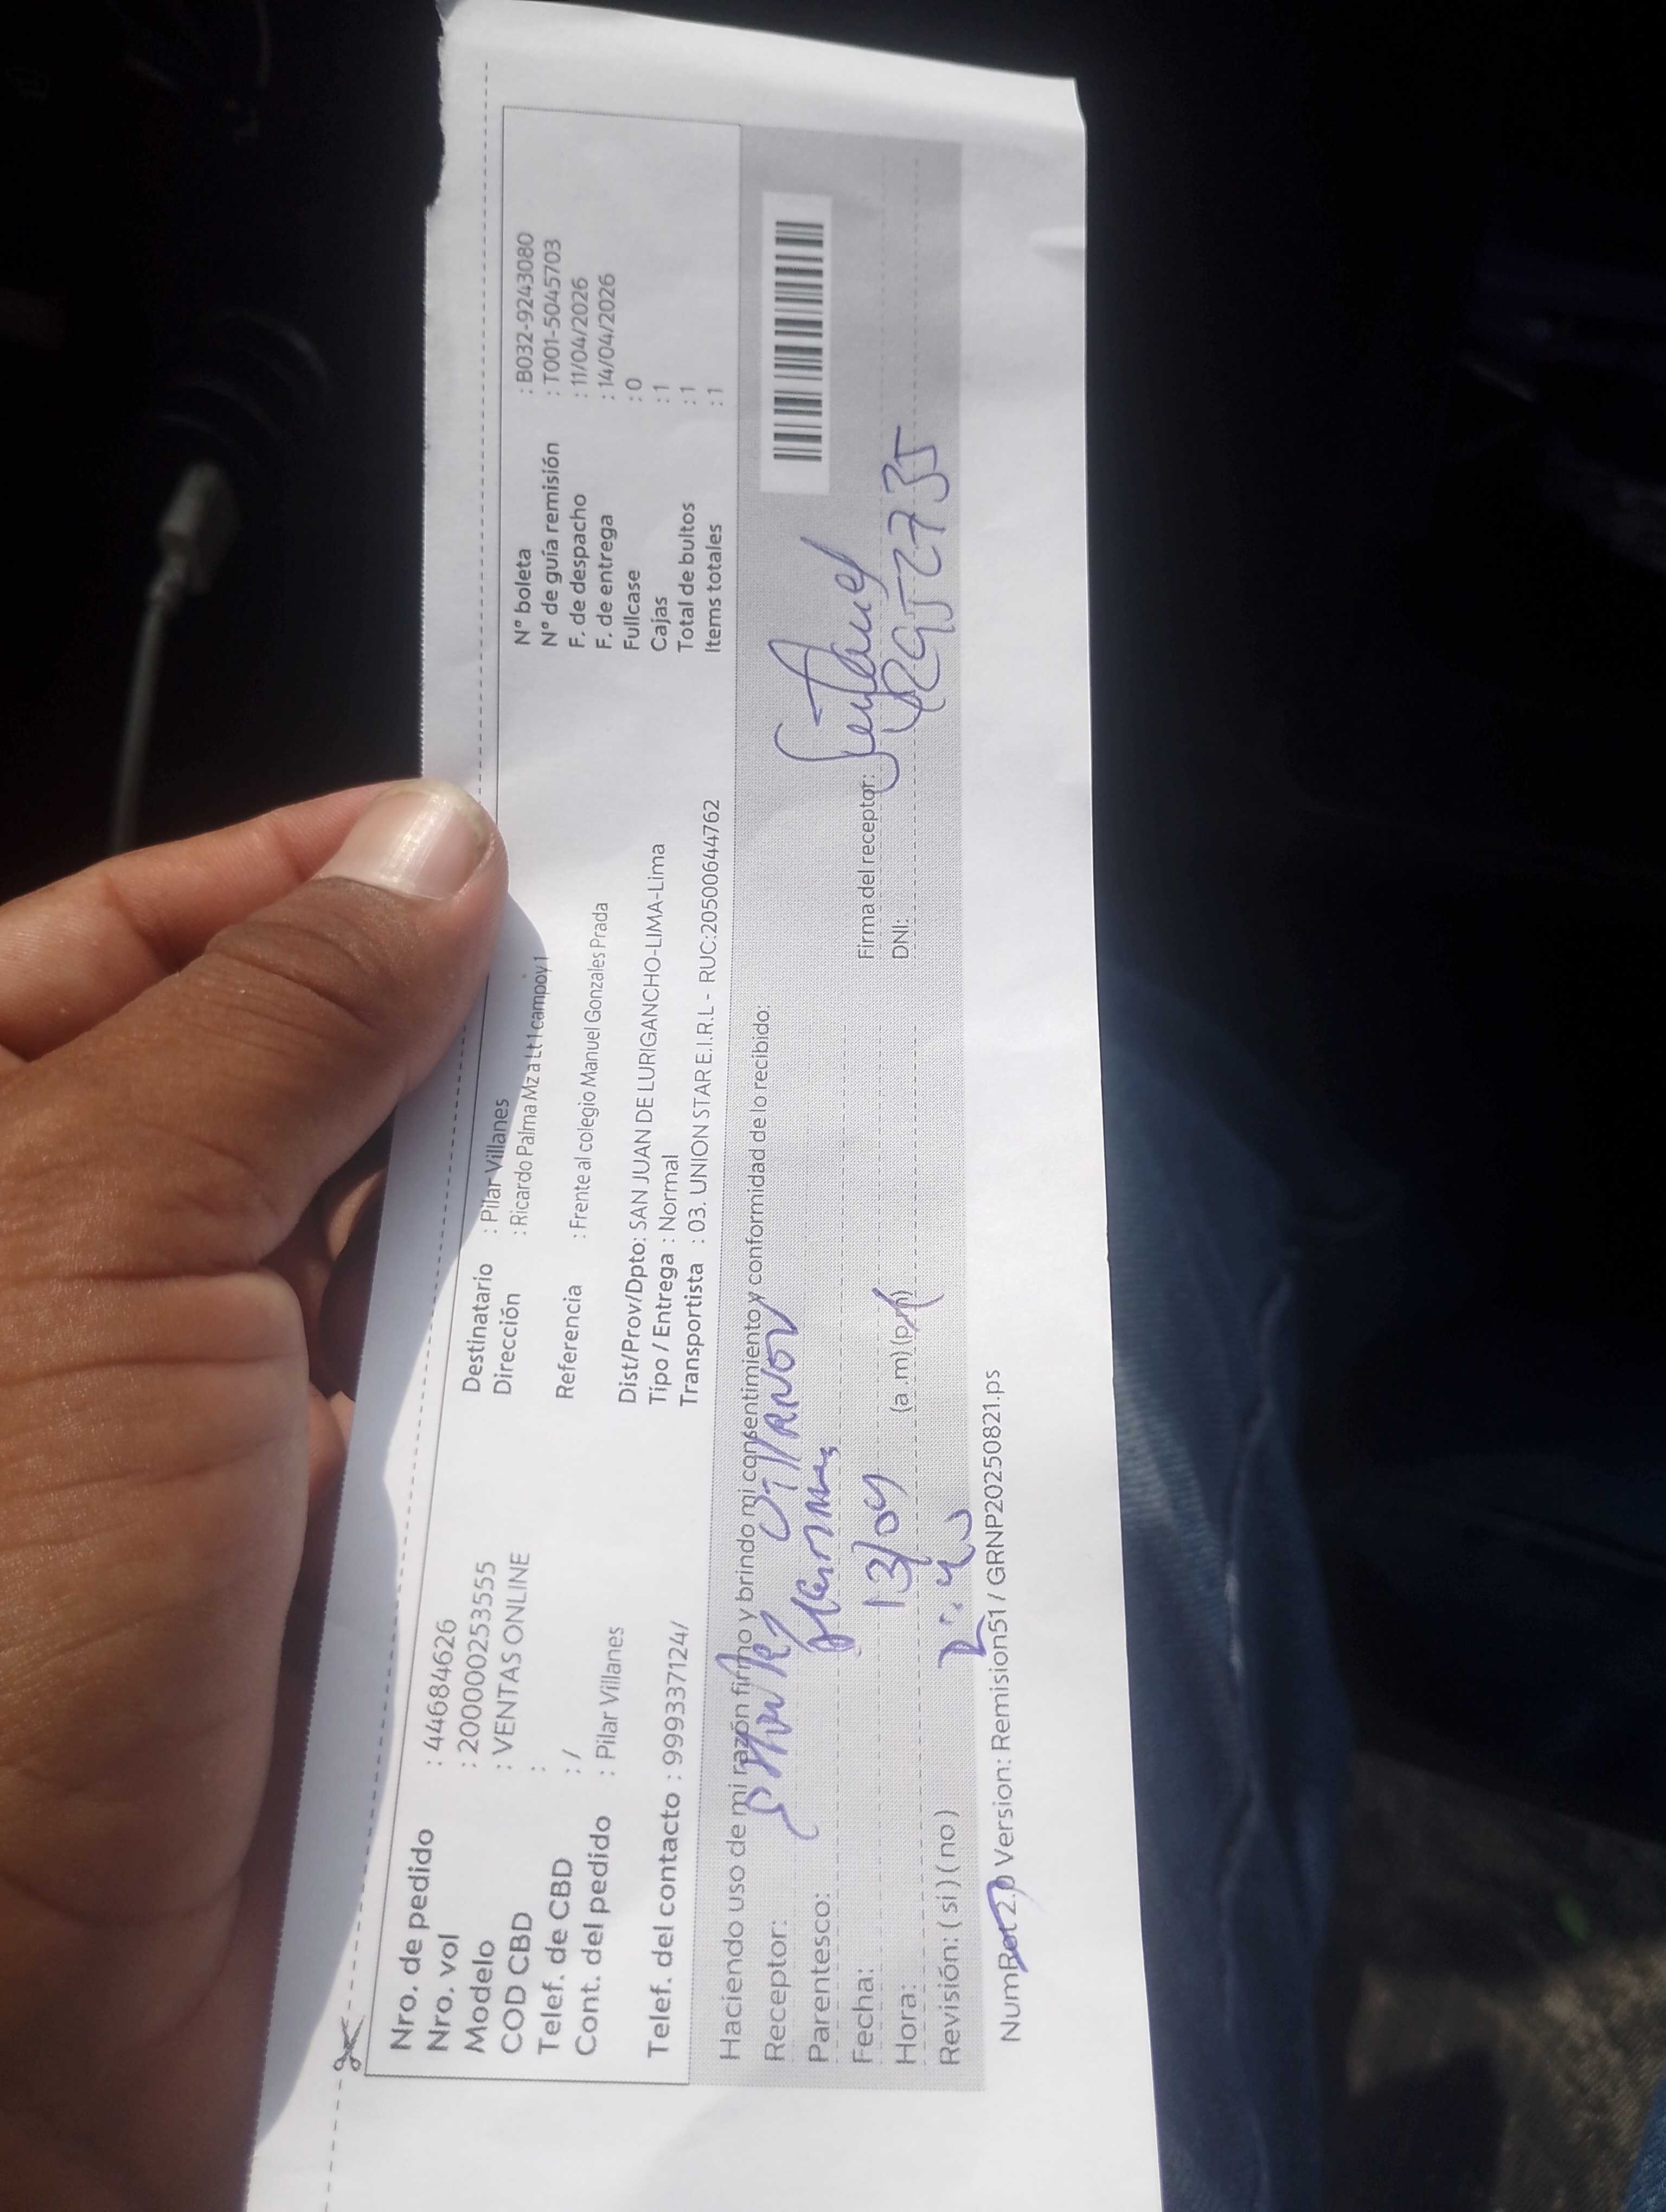 Nro. de pedido : 44684626
Nro. vol : 200000253555
Modelo : VENTAS ONLINE
COD CBD :
Telef. de CBD : /
Cont. del pedido : Pilar Villanes
Telef. del contacto : 999337124/
Destinatario : Pilar Villanes
Dirección : Ricardo Palma Mz a Lt 1 campoy 1
Referencia : Frente al colegio Manuel Gonzales Prada
Dist/Prov/Dpto: SAN JUAN DE LURIGANCHO-LIMA-Lima
Tipo / Entrega : Normal
Transportista : 03. UNION STAR E.I.R.L - RUC:20500644762
N° boleta : B032-9243080
N° de guía remisión : T001-5045703
F. de despacho : 11/04/2026
F. de entrega : 14/04/2026
Fullcase : 0
Cajas : 1
Total de bultos : 1
Items totales : 1
Haciendo uso de mi razón firmo y brindo mi consentimiento y conformidad de lo recibido:
Receptor:
Parentesco:
Fecha: 13/04
Hora: (a .m) (p.m)
Revisión: ( si ) ( no )
Firma del receptor:
DNI:
NumRot 2.0 Version: Remision51 / GRNP20250821.ps